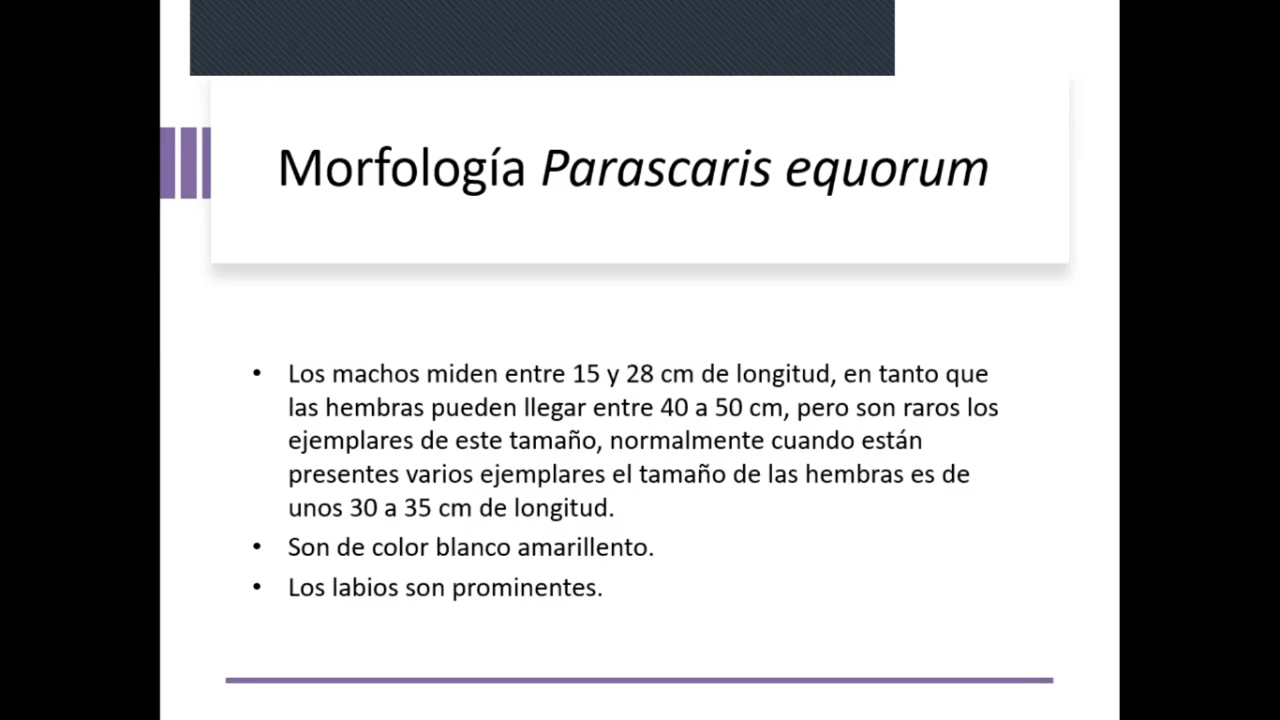 Morfología Parascaris equorum
• Los machos miden entre 15 y 28 cm de longitud, en tanto que
las hembras pueden llegar entre 40 a 50 cm, pero son raros los
ejemplares de este tamaño, normalmente cuando están
presentes varios ejemplares el tamaño de las hembras es de
unos 30 a 35 cm de longitud.
• Son de color blanco amarillento.
• Los labios son prominentes.